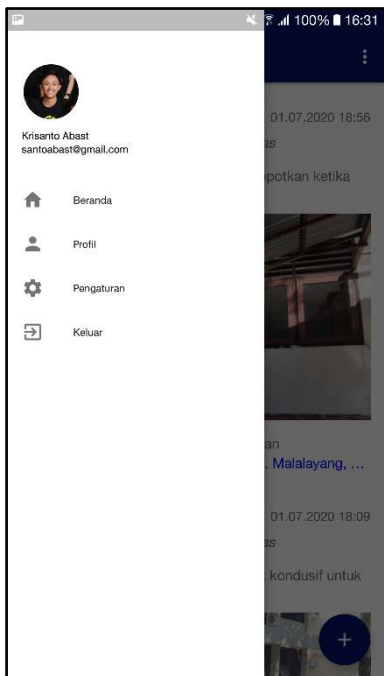 100% 16:31
Krisanto Abast
santoabast@gmail.com
Beranda
Profil
Pengaturan
Keluar
01.07.2020 18:56
as
epotkan ketika
an
. Malalayang, ...
01.07.2020 18:09
as
kondusif untuk
+